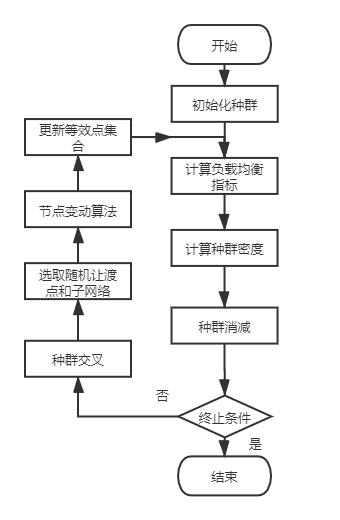 开始
初始化种群
计算负载均衡
指标
计算种群密度
种群消减
终止条件
是
结束
否
种群交叉
选取随机让渡
点和子网络
节点变动算法
更新等效点集
合